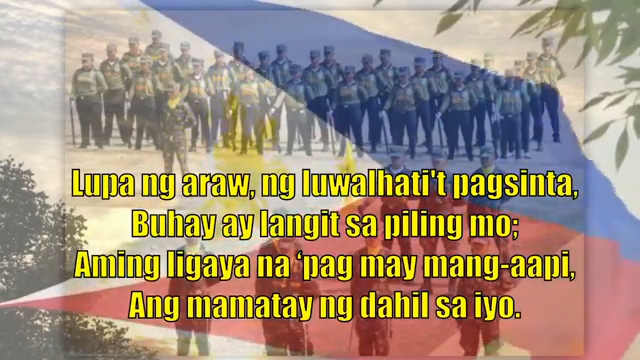 Lupa ng araw, ng luwalhati't pagsinta,
Buhay ay langit sa piling mo;
Aming ligaya na ‘pag may mang-aapi,
Ang mamatay ng dahil sa iyo.